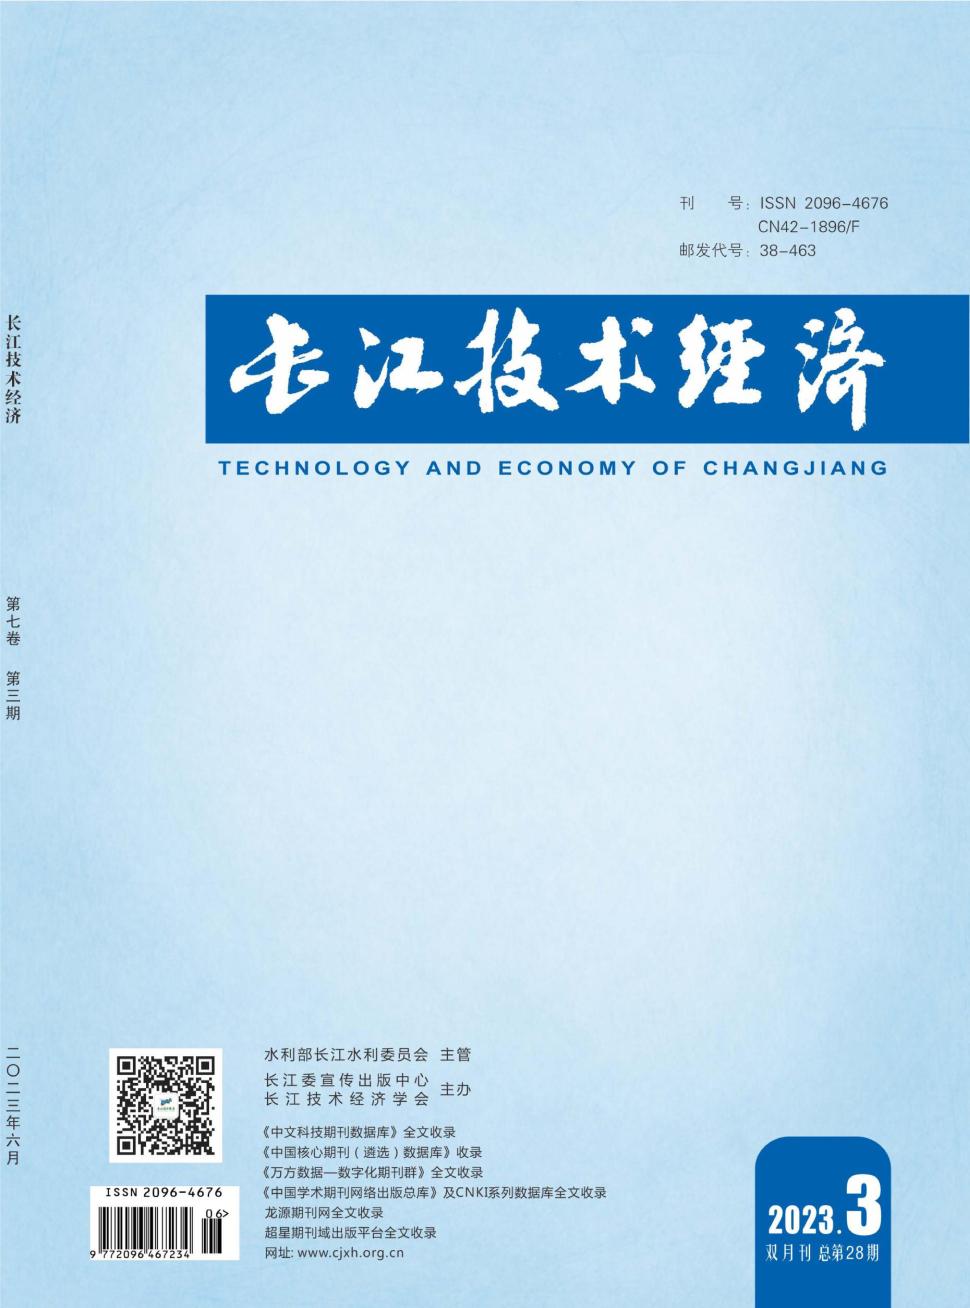 刊 号: ISSN 2096-4676
CN42-1896/F
邮发代号: 38-463
长江技术经济
TECHNOLOGY AND ECONOMY OF CHANGJIANG
长江技术经济
第七卷 第三期
二〇二三年六月
水利部长江水利委员会 主管
长江委宣传出版中心
长江技术经济学会
主办
《中文科技期刊数据库》全文收录
《中国核心期刊(遴选)数据库》收录
《万方数据—数字化期刊群》全文收录
《中国学术期刊网络出版总库》及CNKI系列数据库全文收录
龙源期刊网全文收录
超星期刊域出版平台全文收录
网址: www.cjxh.org.cn
ISSN 2096-4676
06>
9 772096 467234
2023.3
双月刊 总第28期